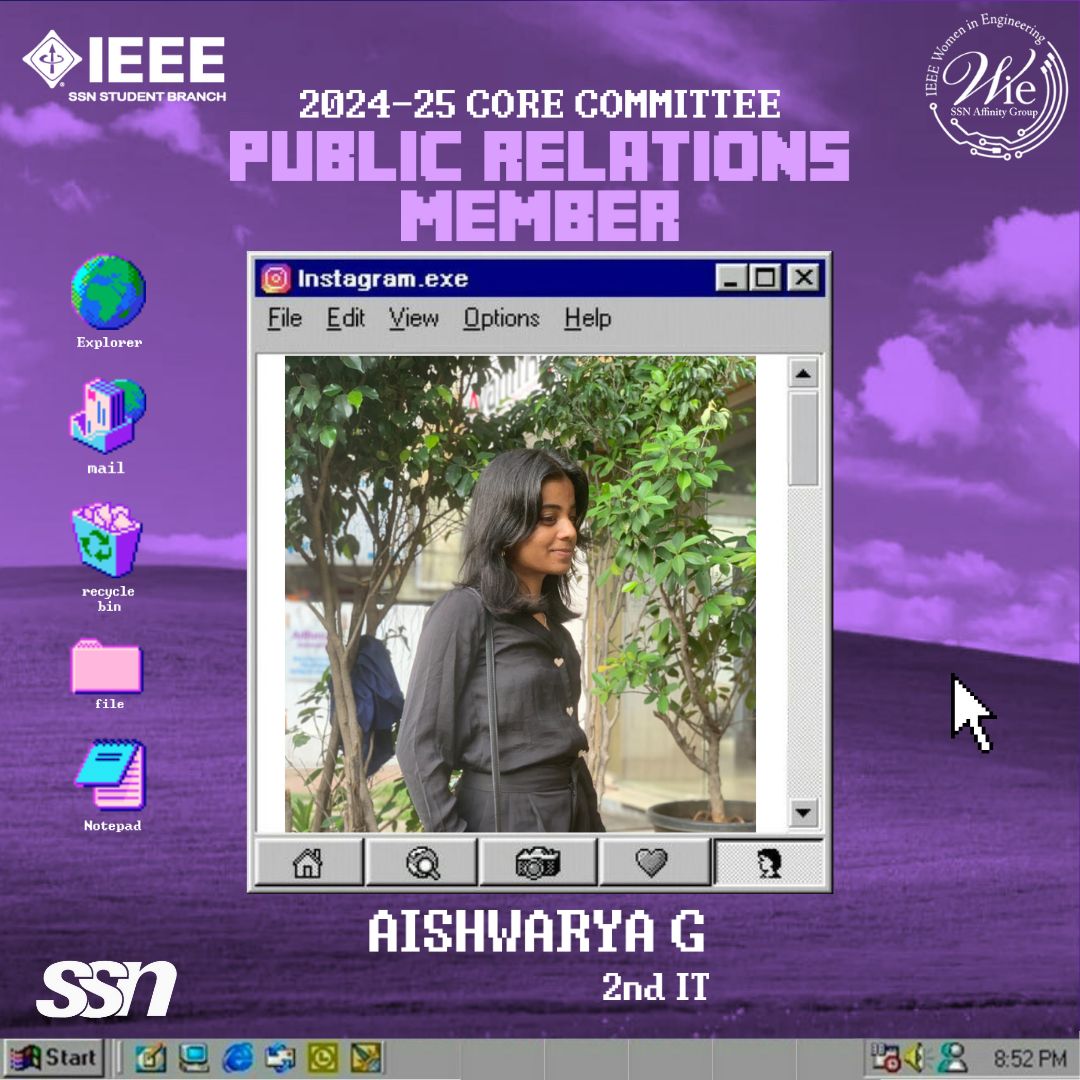 IEEE
SSN STUDENT BRANCH
IEEE Women in Engineering
WiE
SSN Affinity Group
2024-25 CORE COMMITTEE
PUBLIC RELATIONS
MEMBER
Instagram.exe
File Edit View Options Help
Explorer
mail
recycle
bin
file
Notepad
AISHWARYA G
2nd IT
ssn
Start
8:52 PM